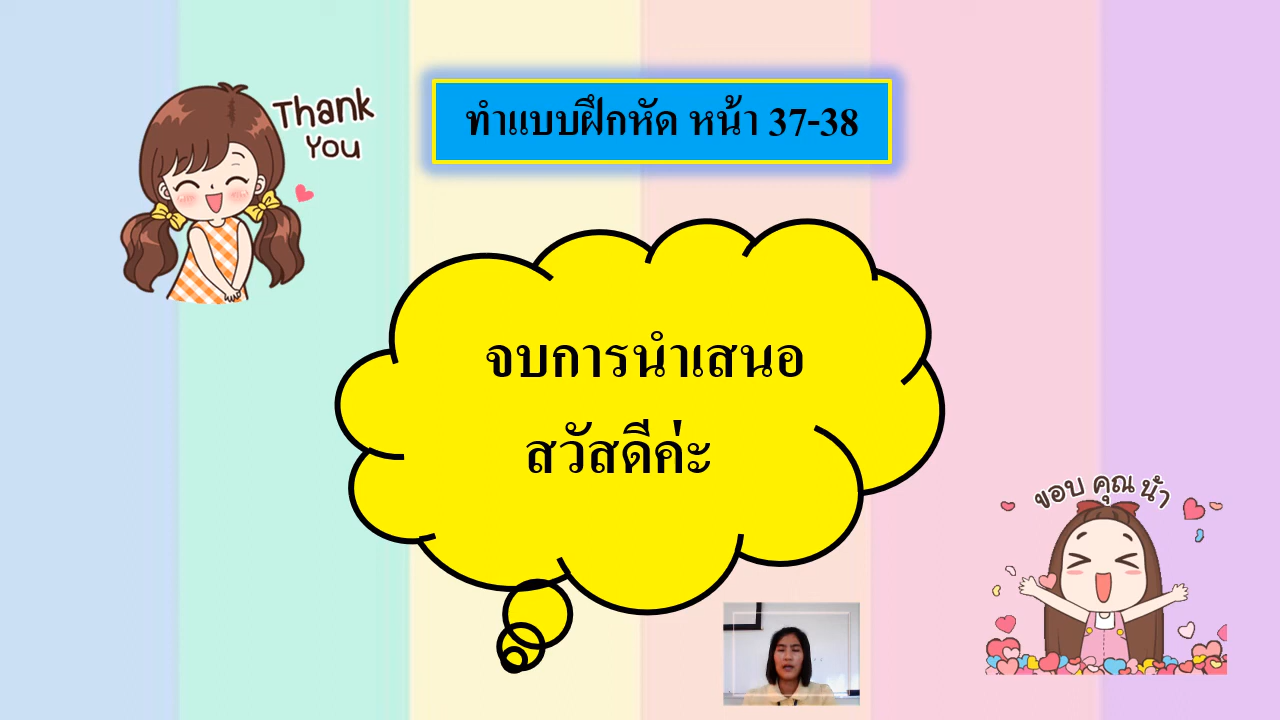 Thank
You
ทำแบบฝึกหัด หน้า 37-38
จบการนำเสนอ
สวัสดีค่ะ
ขอบ คุณ น้ำ